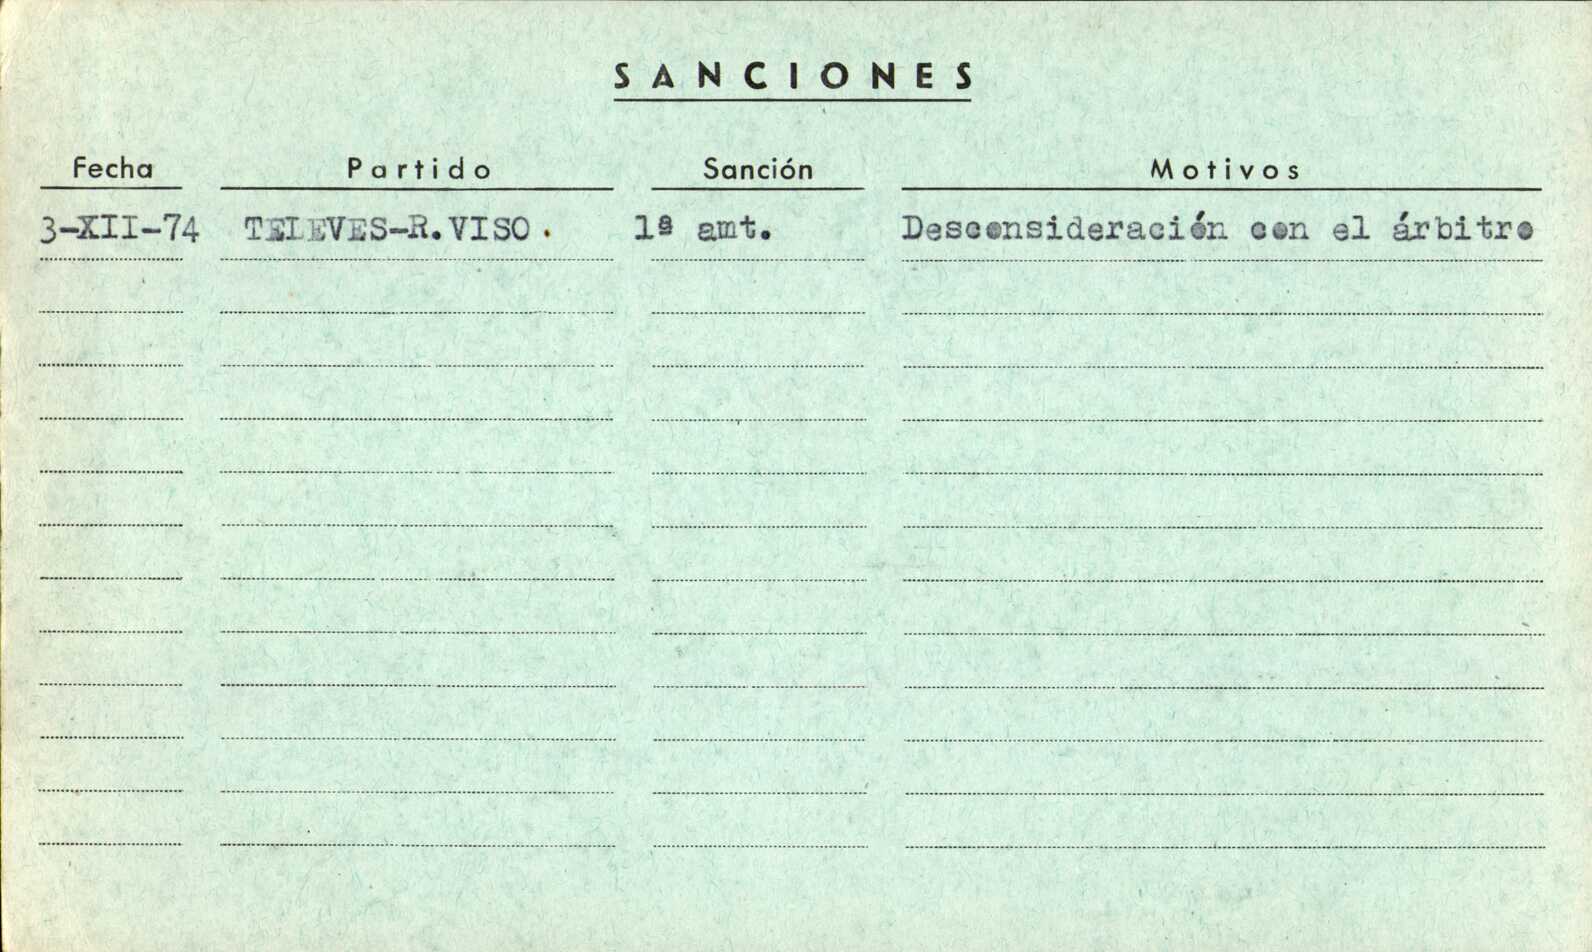 SANCIONES
Fecha Partido Sanción Motivos
3-XII-74 TELEVES-R.VISO. 1ª amt. Desconsideración con el árbitro